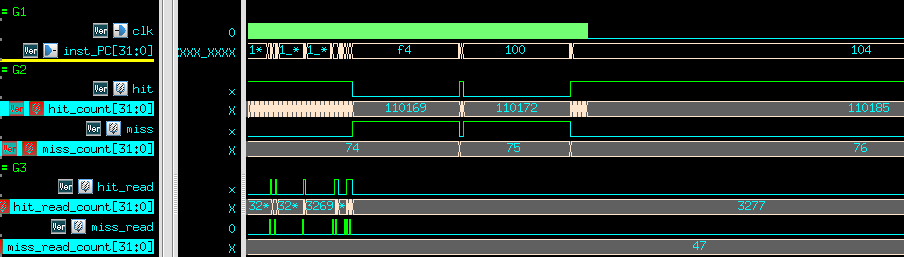 = G1
Ver clk 0
Ver inst_PC[31:0] XXX_XXXX 1* 1_* 1_* f4 100 104
= G2
Ver hit x
Ver hit_count[31:0] X 110169 110172 110185
Ver miss x
Ver miss_count[31:0] X 74 75 76
= G3
Ver hit_read x
hit_read_count[31:0] X 32* 32* 3269 * 3277
Ver miss_read 0
miss_read_count[31:0] X 47